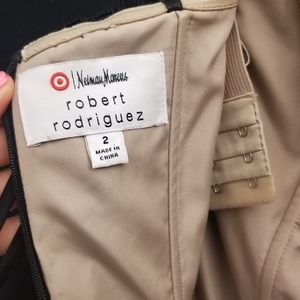 | Neiman Marcus
robert
rodriguez
2
MADE IN
CHINA